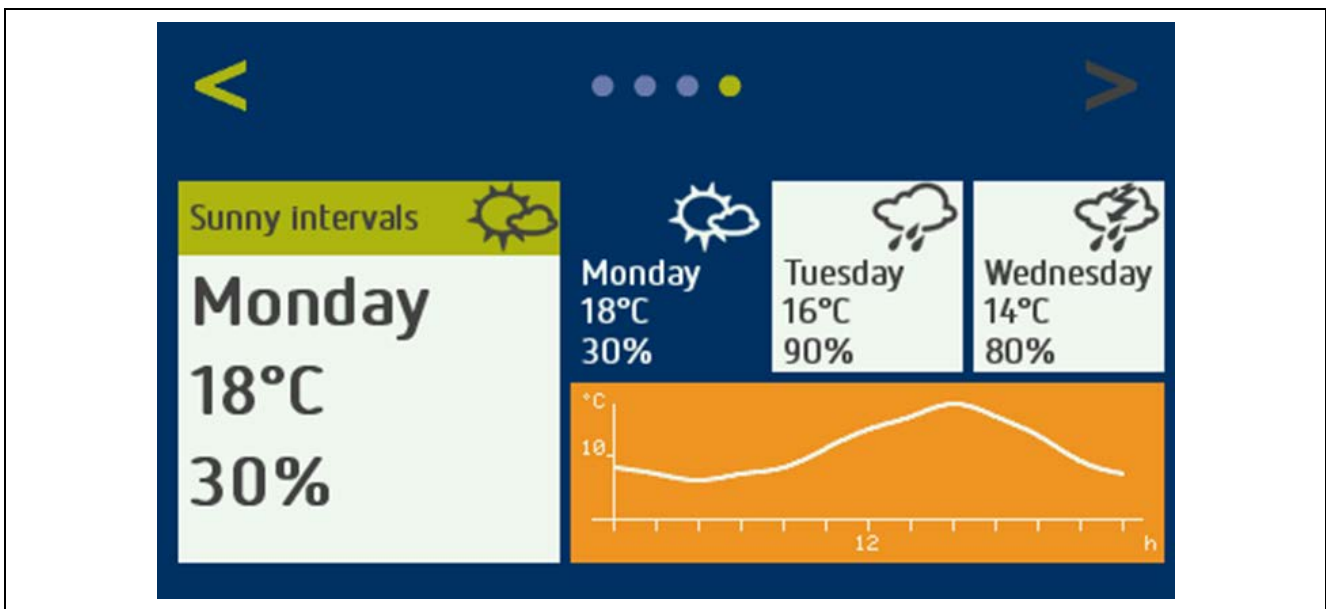 < >
Sunny intervals
Monday
18°C
30%
Monday
18°C
30%
Tuesday
16°C
90%
Wednesday
14°C
80%
°C
10
12
h